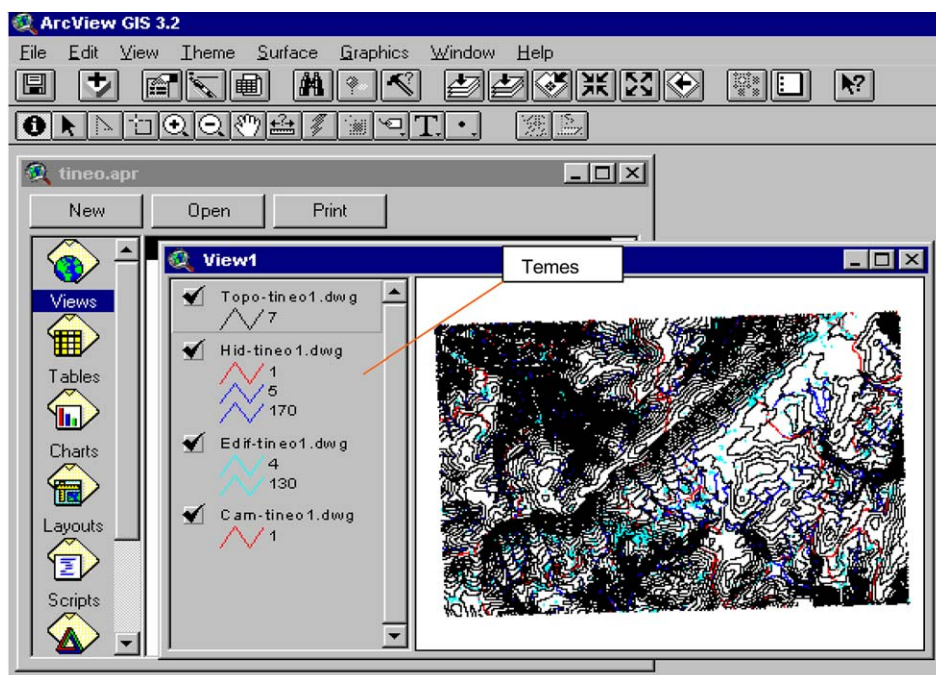 ArcView GIS 3.2
File Edit View Theme Surface Graphics Window Help
tineo.apr
New Open Print
Views
Tables
Charts
Layouts
Scripts
View1
Temes
Topo-tineo1.dwg
7
Hid-tineo1.dwg
1
5
170
Edif-tineo1.dwg
4
130
Cam-tineo1.dwg
1